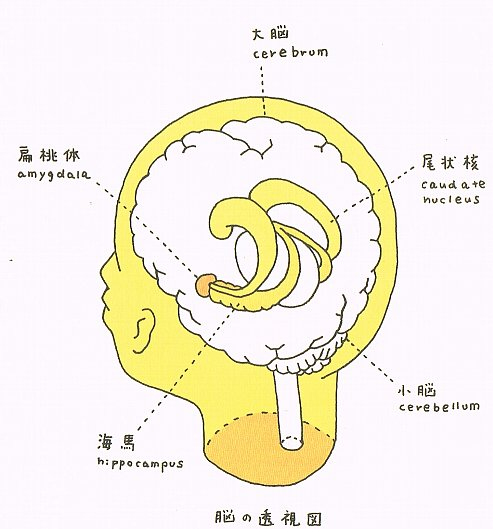 大脳
cerebrum
扁桃体
amygdala
尾状核
caudate
nucleus
小脳
cerebellum
海馬
hippocampus
脳の透視図